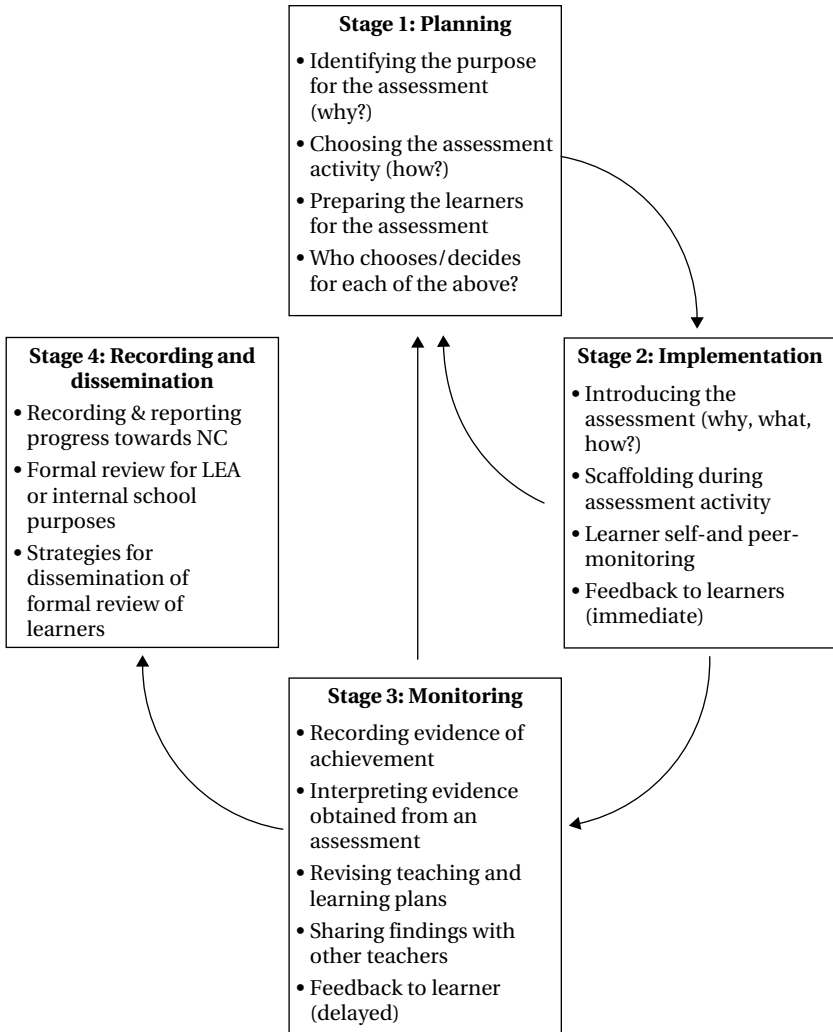 Stage 1: Planning
• Identifying the purpose
for the assessment
(why?)
• Choosing the assessment
activity (how?)
• Preparing the learners
for the assessment
• Who chooses/decides
for each of the above?
Stage 2: Implementation
• Introducing the
assessment (why, what,
how?)
• Scaffolding during
assessment activity
• Learner self-and peer-
monitoring
• Feedback to learners
(immediate)
Stage 3: Monitoring
• Recording evidence of
achievement
• Interpreting evidence
obtained from an
assessment
• Revising teaching and
learning plans
• Sharing findings with
other teachers
• Feedback to learner
(delayed)
Stage 4: Recording and
dissemination
• Recording & reporting
progress towards NC
• Formal review for LEA
or internal school
purposes
• Strategies for
dissemination of
formal review of
learners